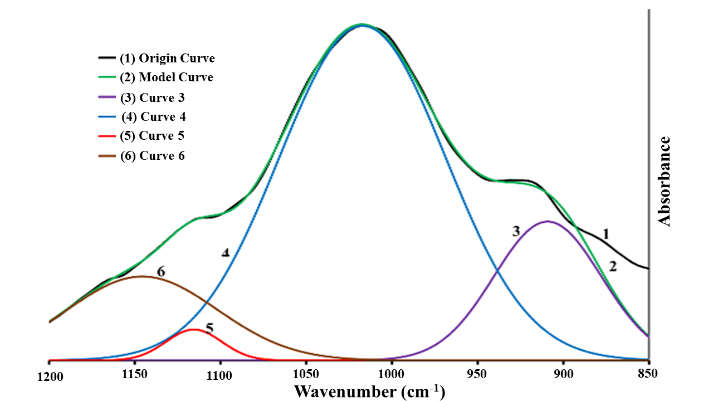 (1) Origin Curve
(2) Model Curve
(3) Curve 3
(4) Curve 4
(5) Curve 5
(6) Curve 6
Absorbance
1
2
3
4
6
5
1200 1150 1100 1050 1000 950 900 850
Wavenumber (cm⁻¹)